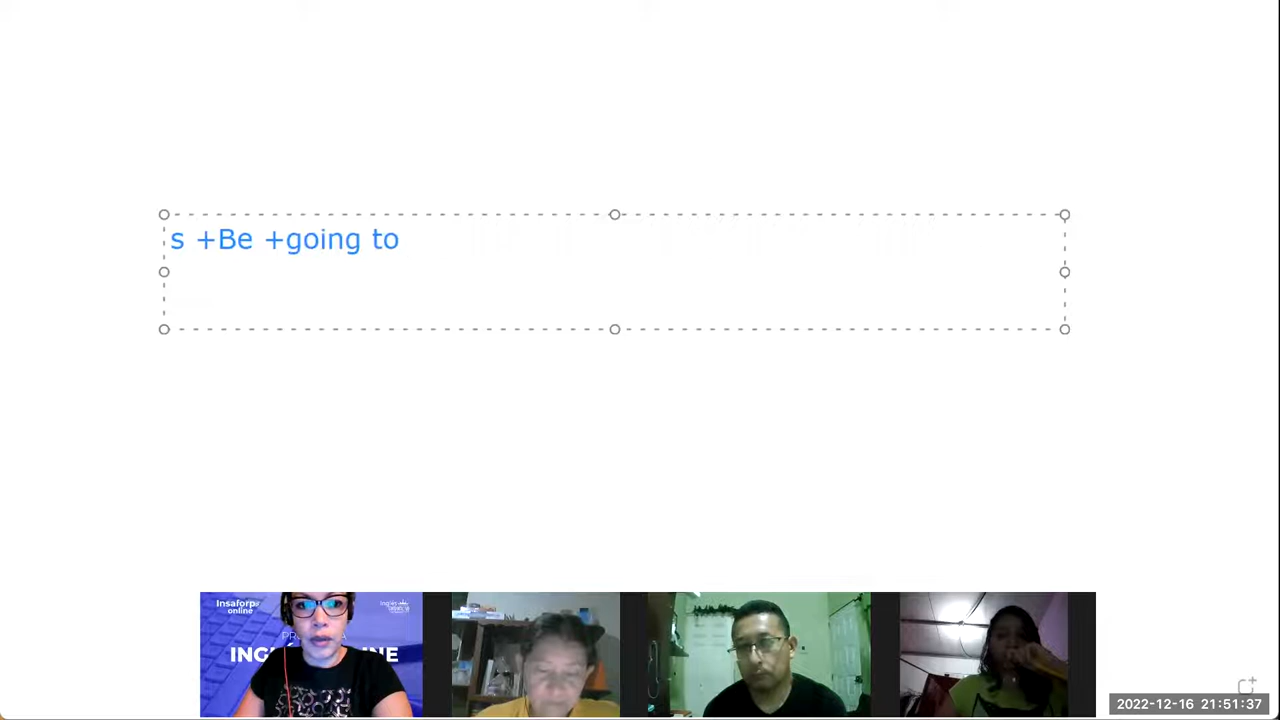 s +Be +going to
Insaforp
online
INGL
NE
2022-12-16 21:51:37